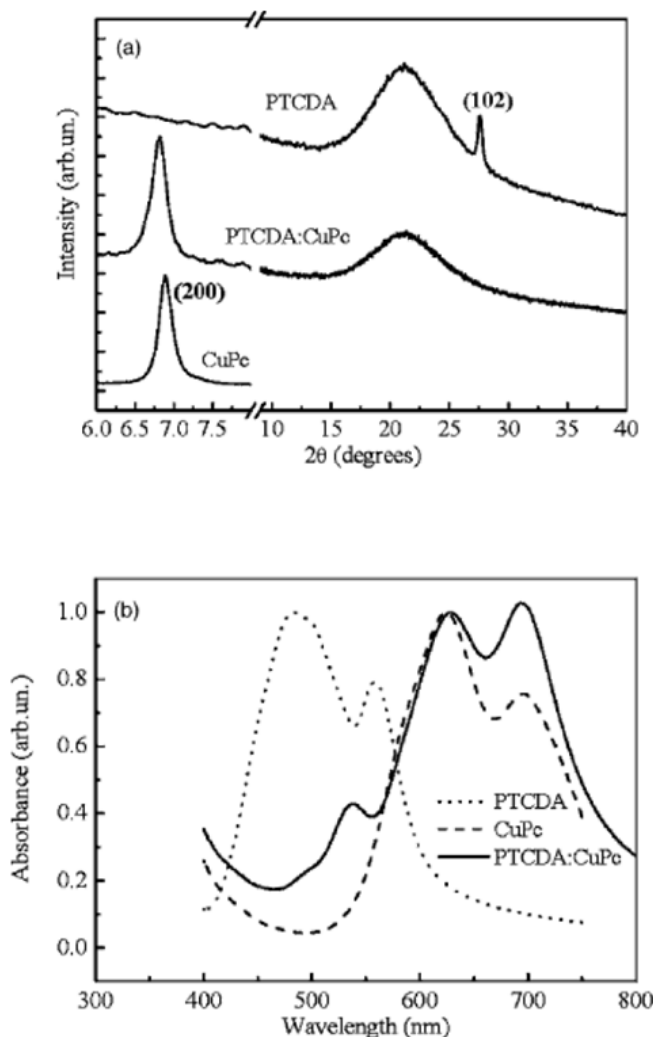 (a)
PTCDA
(102)
PTCDA:CuPc
(200)
CuPc
Intensity (arb.un.)
6.0 6.5 7.0 7.5 10 15 20 25 30 35 40
2θ (degrees)
(b)
1.0
0.8
0.6
0.4
0.2
0.0
Absorbance (arb.un.)
PTCDA
CuPc
PTCDA:CuPc
300 400 500 600 700 800
Wavelength (nm)